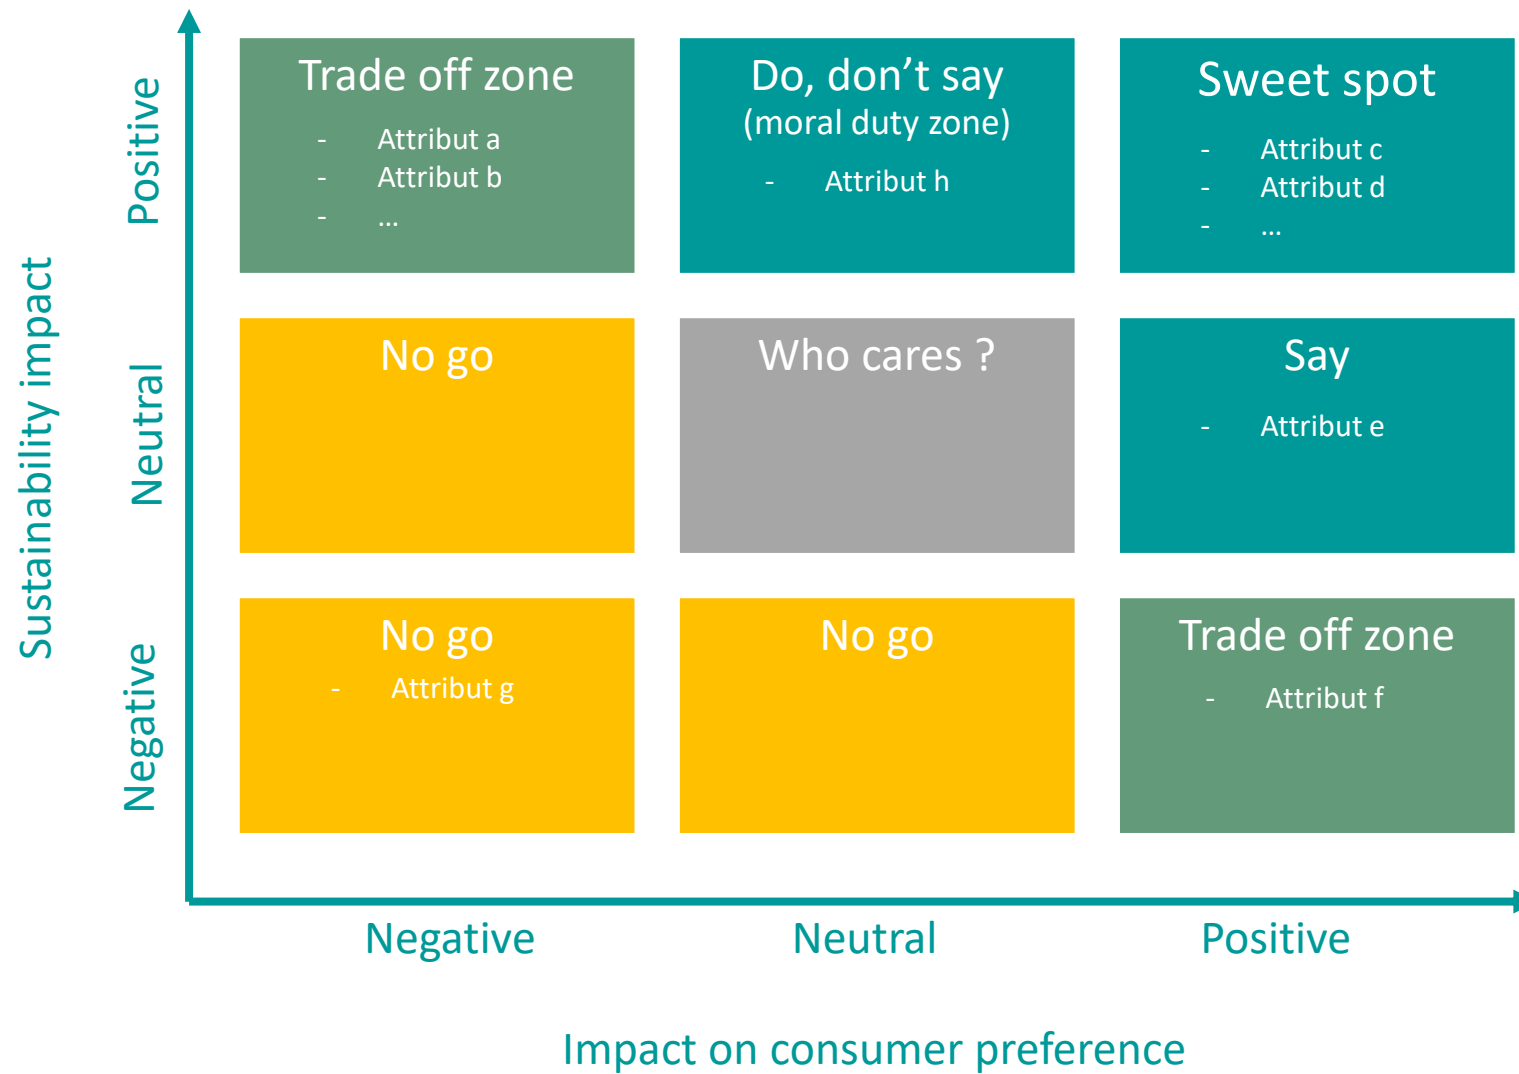 Sustainability impact
Positive
Trade off zone
- Attribut a
- Attribut b
- ...
Do, don't say
(moral duty zone)
- Attribut h
Sweet spot
- Attribut c
- Attribut d
- ...
Neutral
No go
Who cares ?
Say
- Attribut e
Negative
No go
- Attribut g
No go
Trade off zone
- Attribut f
Negative
Neutral
Positive
Impact on consumer preference